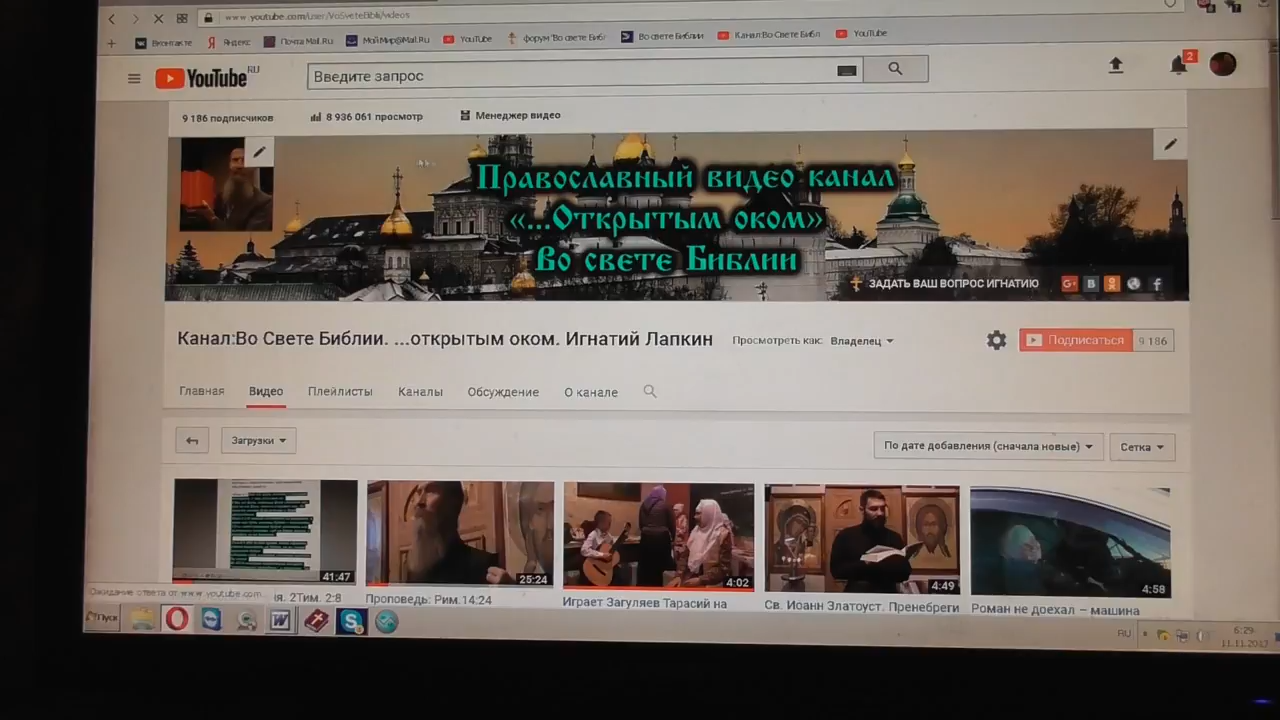 www.youtube.com/user/VoSveteBiblii/videos
Вконтакте Яндекс Почта Mail.Ru МойМир@Mail.Ru YouTube форум "Во свете Биб Во свете Библии Канал:Во Свете Библ YouTube
YouTube RU Введите запрос 2
9 186 подписчиков 8 936 061 просмотр Менеджер видео
Православный видео канал
«...Открытым оком»
Во свете Библии
ЗАДАТЬ ВАШ ВОПРОС ИГНАТИЮ G+ B f
Канал:Во Свете Библии. ...открытым оком. Игнатий Лапкин Просмотреть как: Владелец Подписаться 9 186
Главная Видео Плейлисты Каналы Обсуждение О канале
Загрузки По дате добавления (сначала новые) Сетка
41:47 25:24 4:02 4:49 4:58
Ожидание ответа от www.youtube.com... я. 2Тим. 2:8 Проповедь: Рим.14:24 Играет Загуляев Тарасий на Св. Иоанн Златоуст. Пренебреги Роман не доехал – машина
Пуск W S RU 6:29
11.11.2017